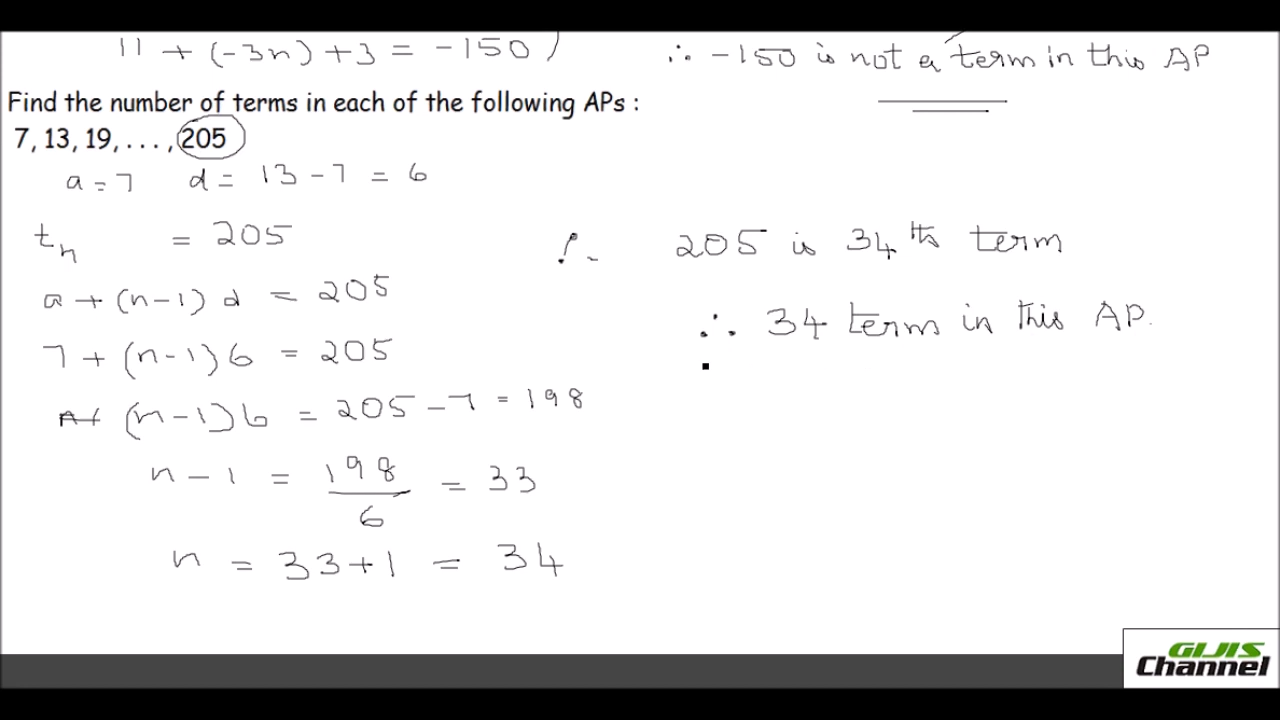 11 + (-3n) + 3 = -150)
∴ -150 is not a term in this AP
Find the number of terms in each of the following APs :
7, 13, 19, . . . , 205
a = 7 d = 13 - 7 = 6
tn = 205
a + (n-1) d = 205
7 + (n-1)6 = 205
(n-1)6 = 205 - 7 = 198
n - 1 = 198/6 = 33
n = 33+1 = 34
∴ 205 is 34th term
∴ 34 term in this AP.
GIJIS
Channel